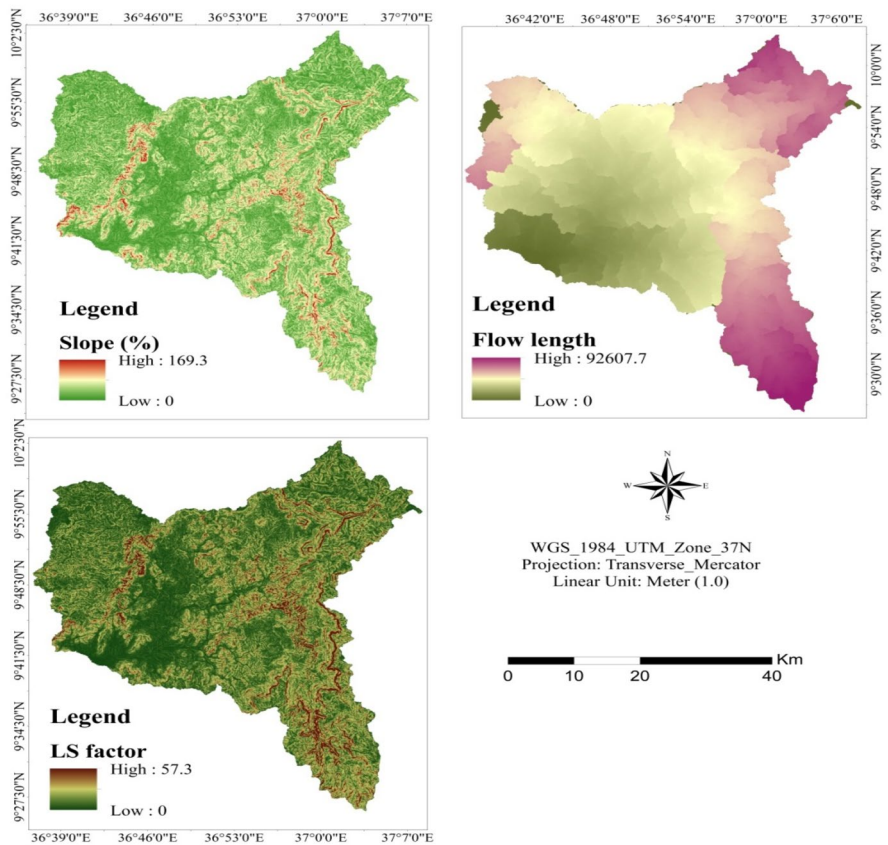 36°39'0"E 36°46'0"E 36°53'0"E 37°0'0"E 37°7'0"E
10°2'30"N
9°55'30"N
9°48'30"N
9°41'30"N
9°34'30"N
9°27'30"N
Legend
Slope (%)
High : 169.3
Low : 0
36°42'0"E 36°48'0"E 36°54'0"E 37°0'0"E 37°6'0"E
10°0'0"N
9°54'0"N
9°48'0"N
9°42'0"N
9°36'0"N
9°30'0"N
Legend
Flow length
High : 92607.7
Low : 0
10°2'30"N
9°55'30"N
9°48'30"N
9°41'30"N
9°34'30"N
9°27'30"N
Legend
LS factor
High : 57.3
Low : 0
36°39'0"E 36°46'0"E 36°53'0"E 37°0'0"E 37°7'0"E
N
W E
S
WGS_1984_UTM_Zone_37N
Projection: Transverse_Mercator
Linear Unit: Meter (1.0)
Km
0 10 20 40